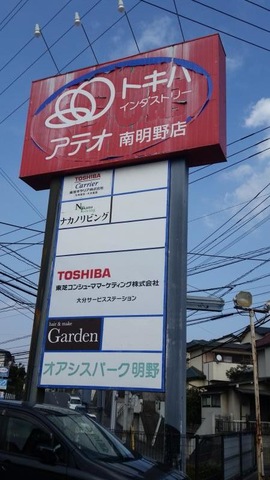 トキハ
インダストリー
アテオ 南明野店
TOSHIBA
Carrier
ナカノリビング
TOSHIBA
東芝コンシューママーケティング株式会社
大分サービスステーション
hair & make
Garden
オアシスパーク明野